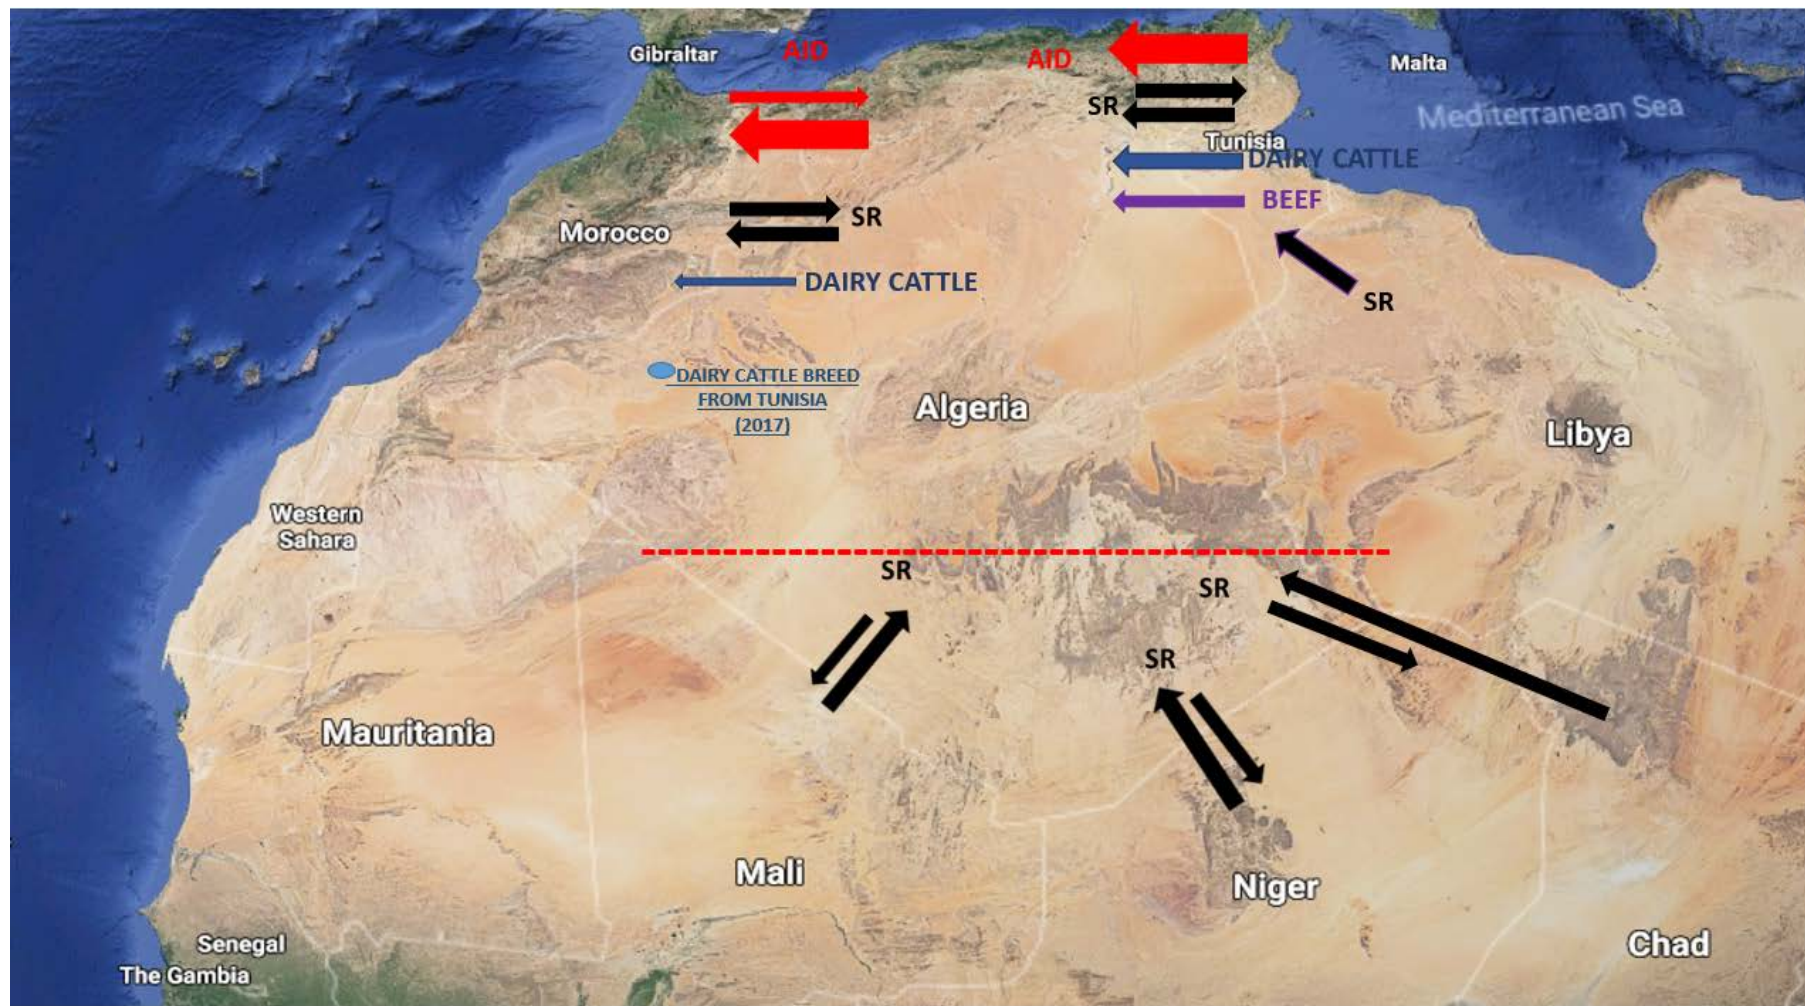 Gibraltar
AID
AID
Malta
SR
Mediterranean Sea
Tunisia
DAIRY CATTLE
BEEF
Morocco
SR
DAIRY CATTLE
SR
DAIRY CATTLE BREED
FROM TUNISIA
(2017)
Algeria
Libya
Western
Sahara
SR
SR
SR
Mauritania
Mali
Niger
Senegal
The Gambia
Chad